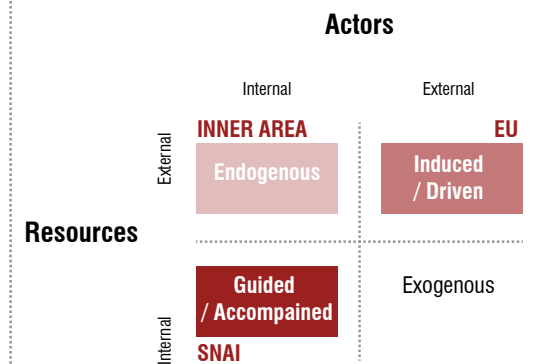 Actors
Internal
External
INNER AREA
EU
External
Endogenous
Induced
/ Driven
Resources
Internal
Guided
/ Accompained
Exogenous
SNAI